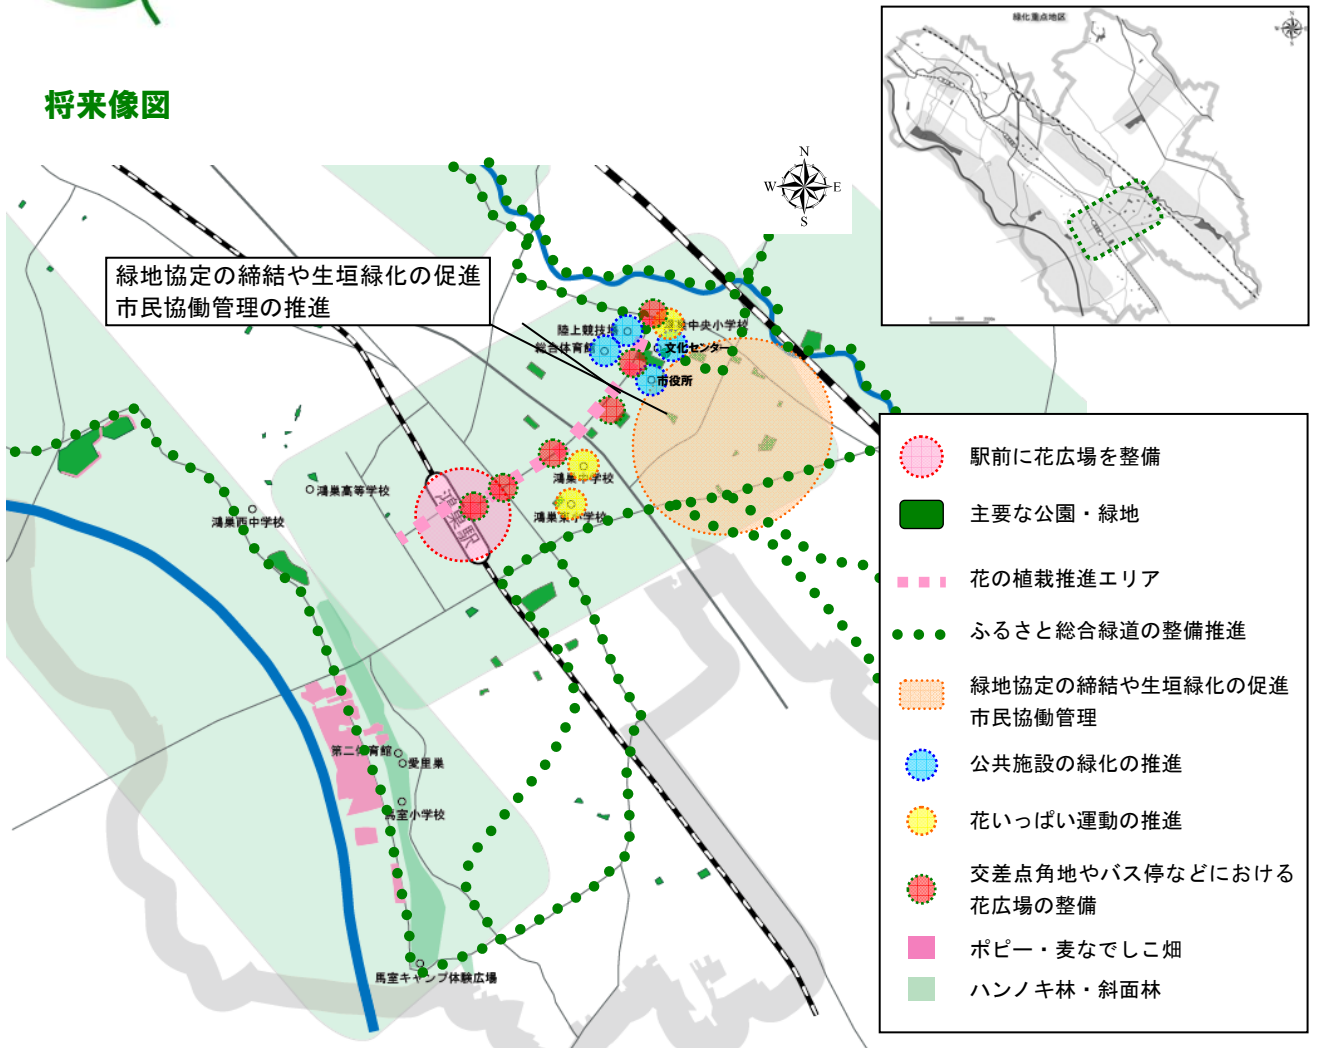 将来像図
緑化重点地区
N
W
E
S
緑地協定の締結や生垣緑化の促進
市民協働管理の推進
陸上競技場
中央小学校
総合体育館
文化センター
市役所
鴻巣高等学校
鴻巣中学校
鴻巣西中学校
鴻巣駅
鴻巣東小学校
第二体育館
愛里巣
馬室小学校
馬室キャンプ体験広場
駅前に花広場を整備
主要な公園・緑地
花の植栽推進エリア
ふるさと総合緑道の整備推進
緑地協定の締結や生垣緑化の促進
市民協働管理
公共施設の緑化の推進
花いっぱい運動の推進
交差点角地やバス停などにおける
花広場の整備
ポピー・麦なでしこ畑
ハンノキ林・斜面林